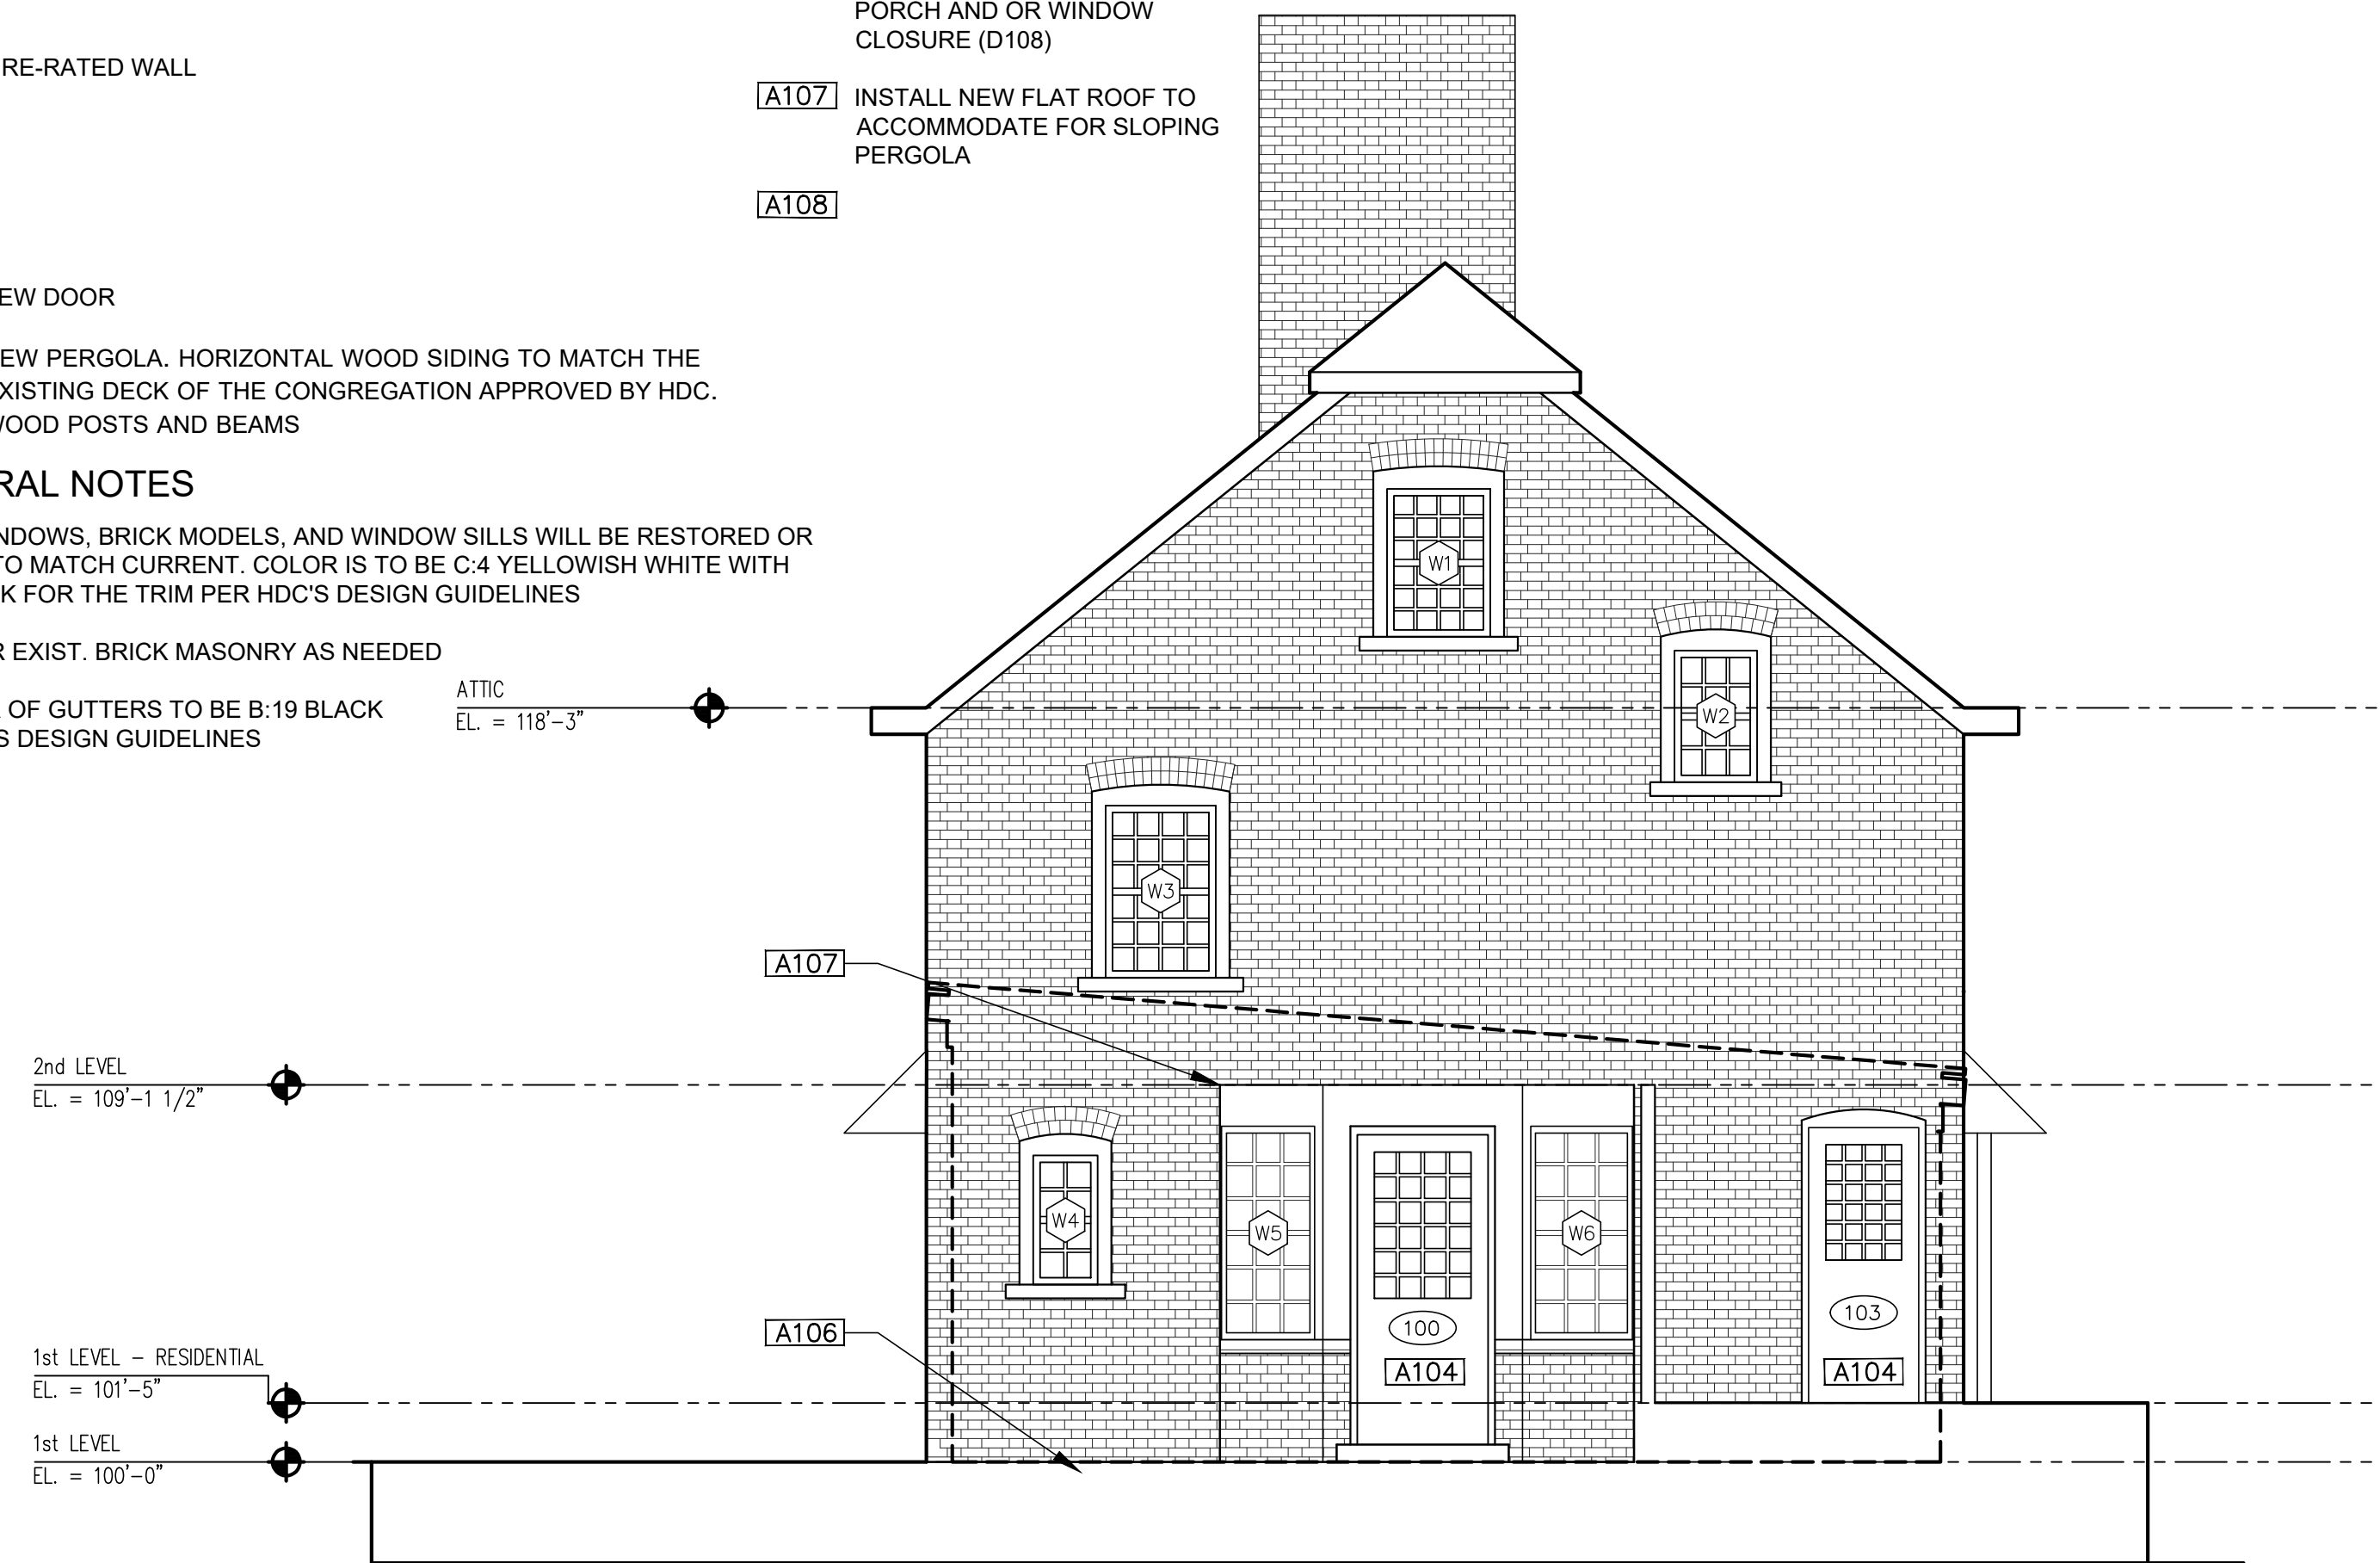 RE-RATED WALL
EW DOOR
EW PERGOLA. HORIZONTAL WOOD SIDING TO MATCH THE
XISTING DECK OF THE CONGREGATION APPROVED BY HDC.
WOOD POSTS AND BEAMS
RAL NOTES
NDOWS, BRICK MODELS, AND WINDOW SILLS WILL BE RESTORED OR
TO MATCH CURRENT. COLOR IS TO BE C:4 YELLOWISH WHITE WITH
K FOR THE TRIM PER HDC'S DESIGN GUIDELINES
R EXIST. BRICK MASONRY AS NEEDED
OF GUTTERS TO BE B:19 BLACK
S DESIGN GUIDELINES
PORCH AND OR WINDOW
CLOSURE (D108)
A107 INSTALL NEW FLAT ROOF TO
ACCOMMODATE FOR SLOPING
PERGOLA
A108
ATTIC
EL. = 118'-3"
W1
W2
W3
A107
2nd LEVEL
EL. = 109'-1 1/2"
W4
W5
W6
100
A104
103
A104
A106
1st LEVEL - RESIDENTIAL
EL. = 101'-5"
1st LEVEL
EL. = 100'-0"